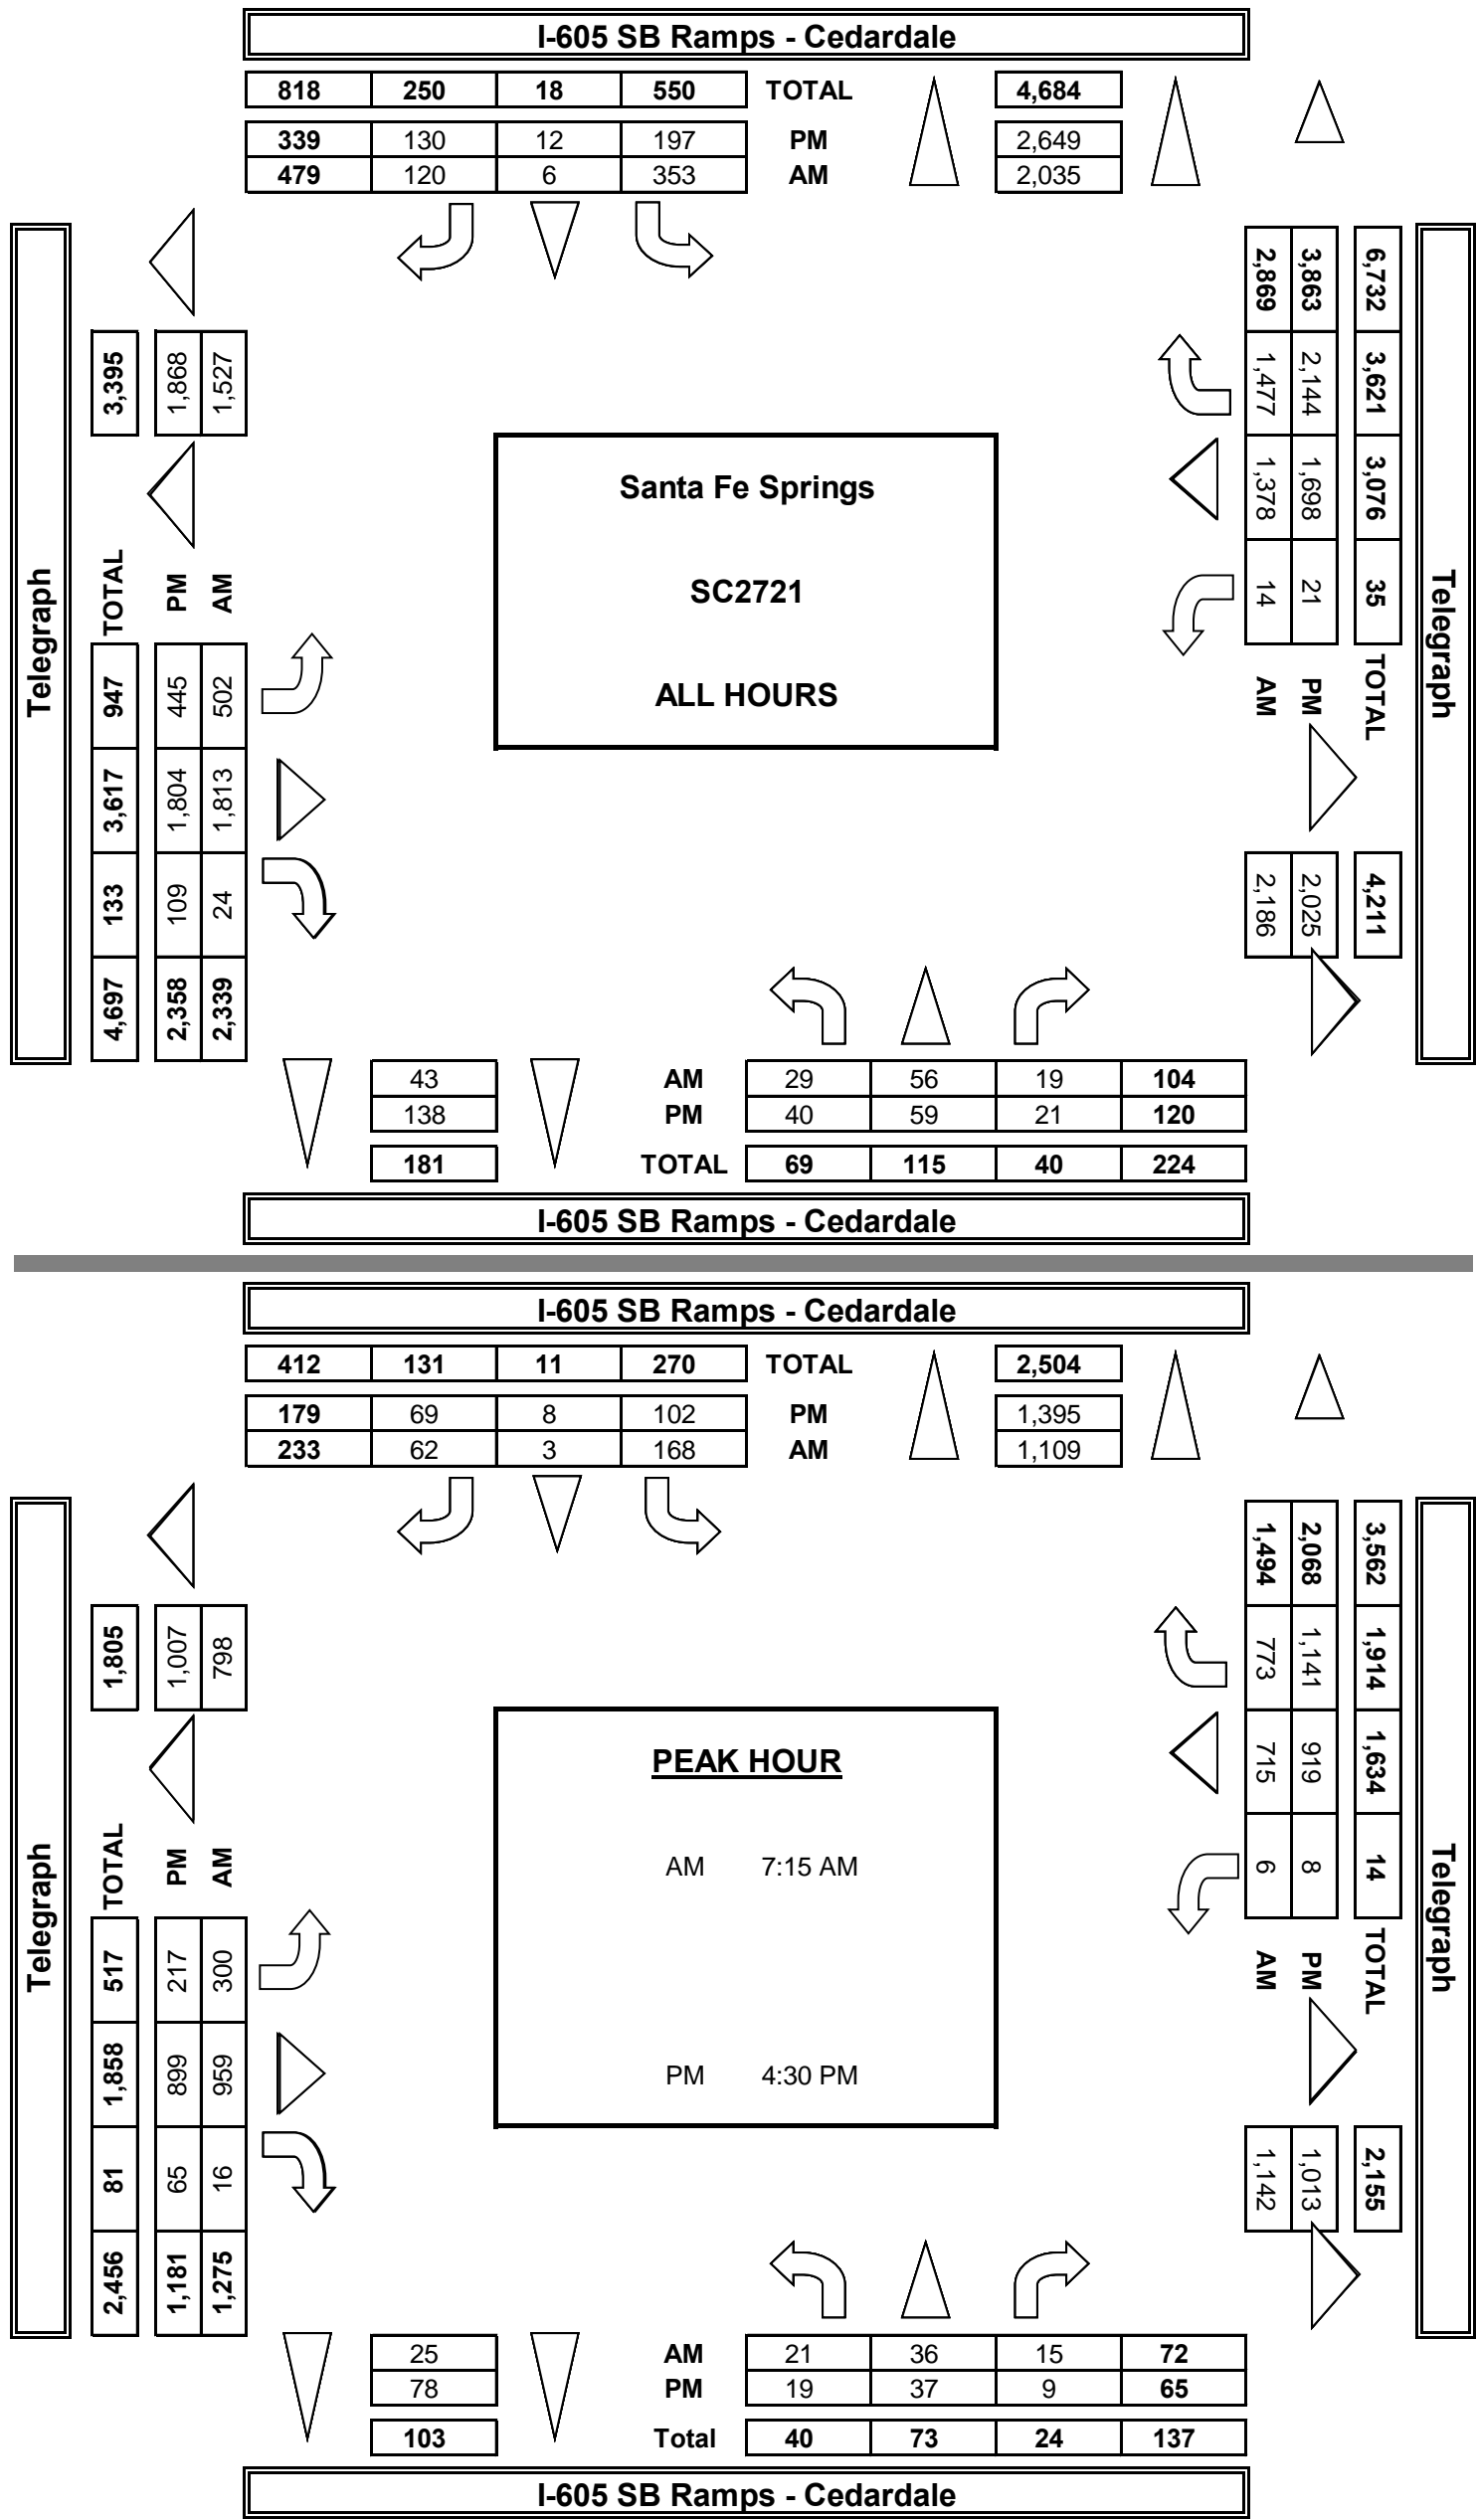 I-605 SB Ramps - Cedardale
818 250 18 550 TOTAL 4,684
339 130 12 197 PM 2,649
479 120 6 353 AM 2,035
Telegraph
3,395
1,868
1,527
TOTAL
PM
AM
947 3,617 133 4,697
445 1,804 109 2,358
502 1,813 24 2,339
Santa Fe Springs
SC2721
ALL HOURS
6,732 3,621 3,076 35 TOTAL 4,211
3,863 2,144 1,698 21 PM 2,025
2,869 1,477 1,378 14 AM 2,186
Telegraph
43 AM 29 56 19 104
138 PM 40 59 21 120
181 TOTAL 69 115 40 224
I-605 SB Ramps - Cedardale
I-605 SB Ramps - Cedardale
412 131 11 270 TOTAL 2,504
179 69 8 102 PM 1,395
233 62 3 168 AM 1,109
Telegraph
1,805
1,007
798
TOTAL
PM
AM
517 1,858 81 2,456
217 899 65 1,181
300 959 16 1,275
PEAK HOUR
AM 7:15 AM
PM 4:30 PM
3,562 1,914 1,634 14 TOTAL 2,155
2,068 1,141 919 8 PM 1,013
1,494 773 715 6 AM 1,142
Telegraph
25 AM 21 36 15 72
78 PM 19 37 9 65
103 Total 40 73 24 137
I-605 SB Ramps - Cedardale